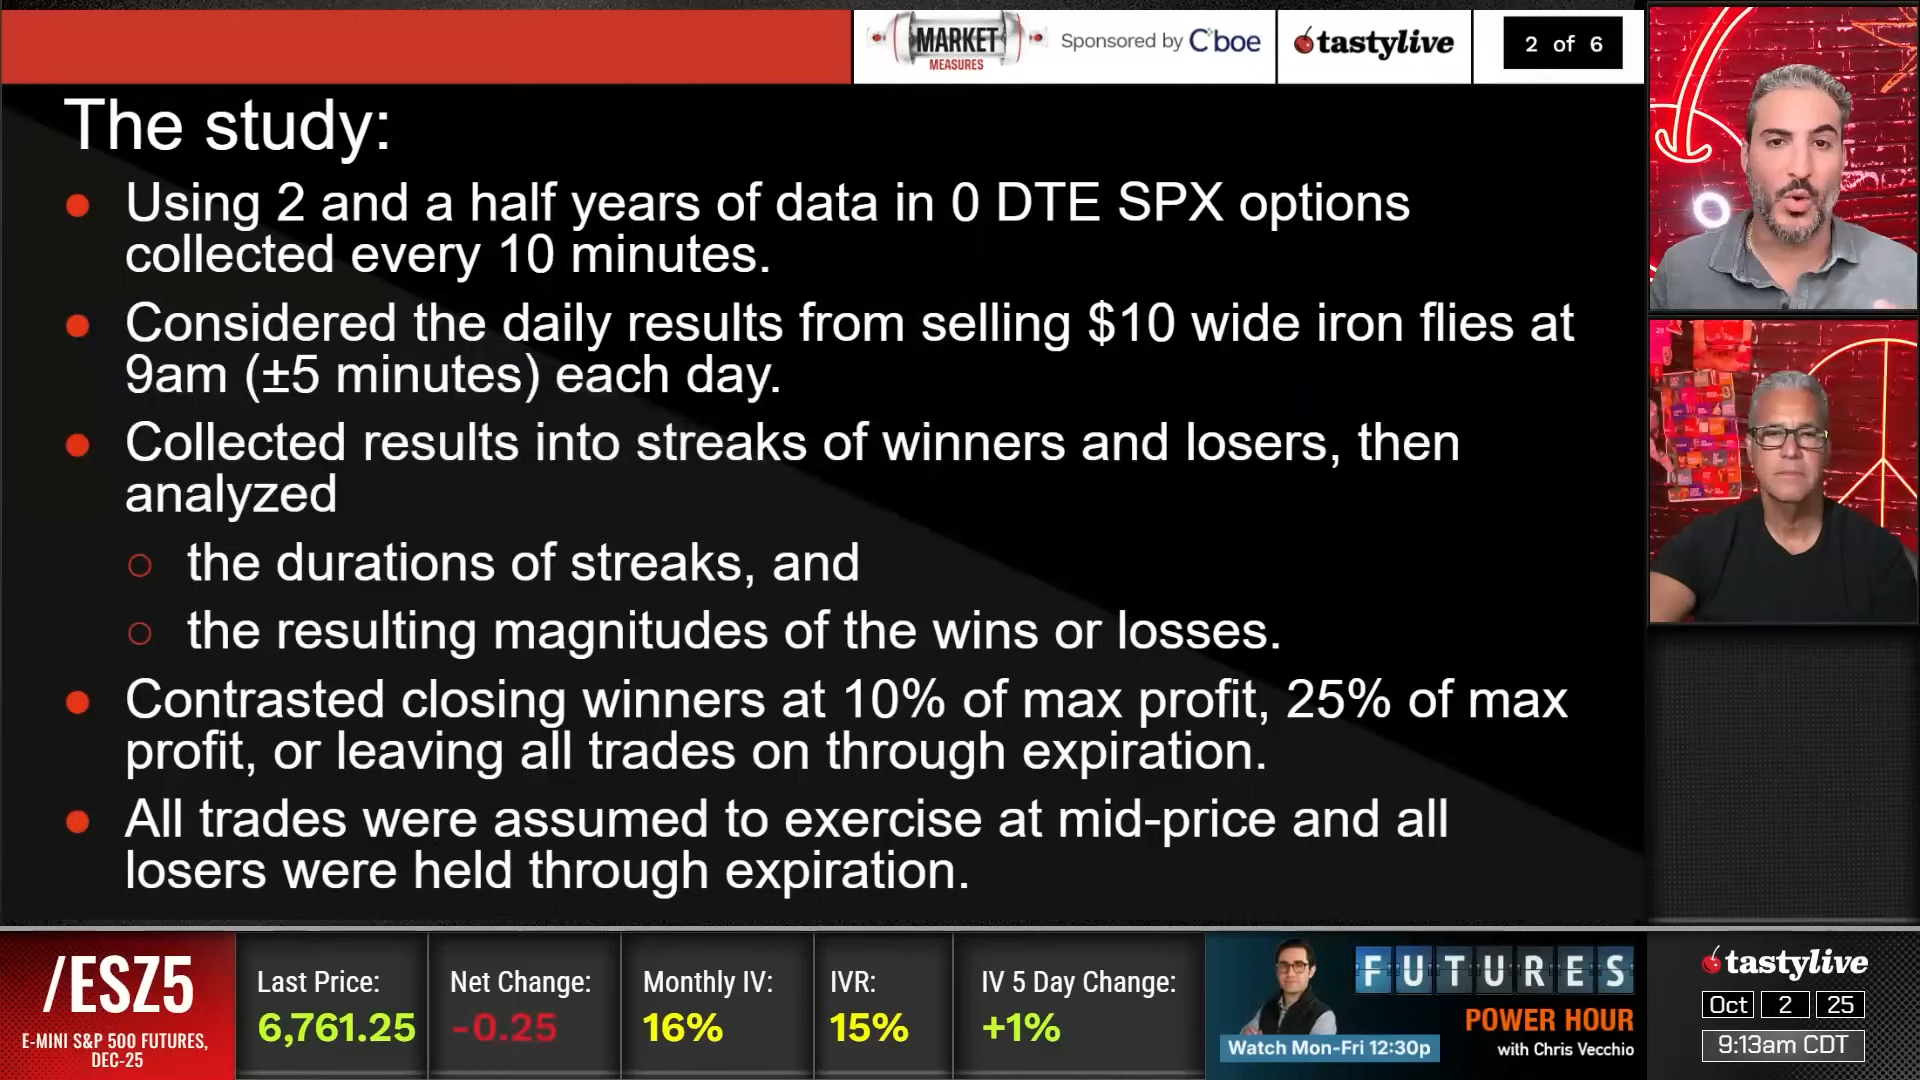 MARKET
MEASURES
Sponsored by Cboe
tastylive
2 of 6
The study:
Using 2 and a half years of data in 0 DTE SPX options
collected every 10 minutes.
Considered the daily results from selling $10 wide iron flies at
9am (±5 minutes) each day.
Collected results into streaks of winners and losers, then
analyzed
the durations of streaks, and
the resulting magnitudes of the wins or losses.
Contrasted closing winners at 10% of max profit, 25% of max
profit, or leaving all trades on through expiration.
All trades were assumed to exercise at mid-price and all
losers were held through expiration.
/ESZ5
E-MINI S&P 500 FUTURES,
DEC-25
Last Price:
6,761.25
Net Change:
-0.25
Monthly IV:
16%
IVR:
15%
IV 5 Day Change:
+1%
FUTURES
POWER HOUR
with Chris Vecchio
Watch Mon-Fri 12:30p
tastylive
Oct 2 25
9:13am CDT